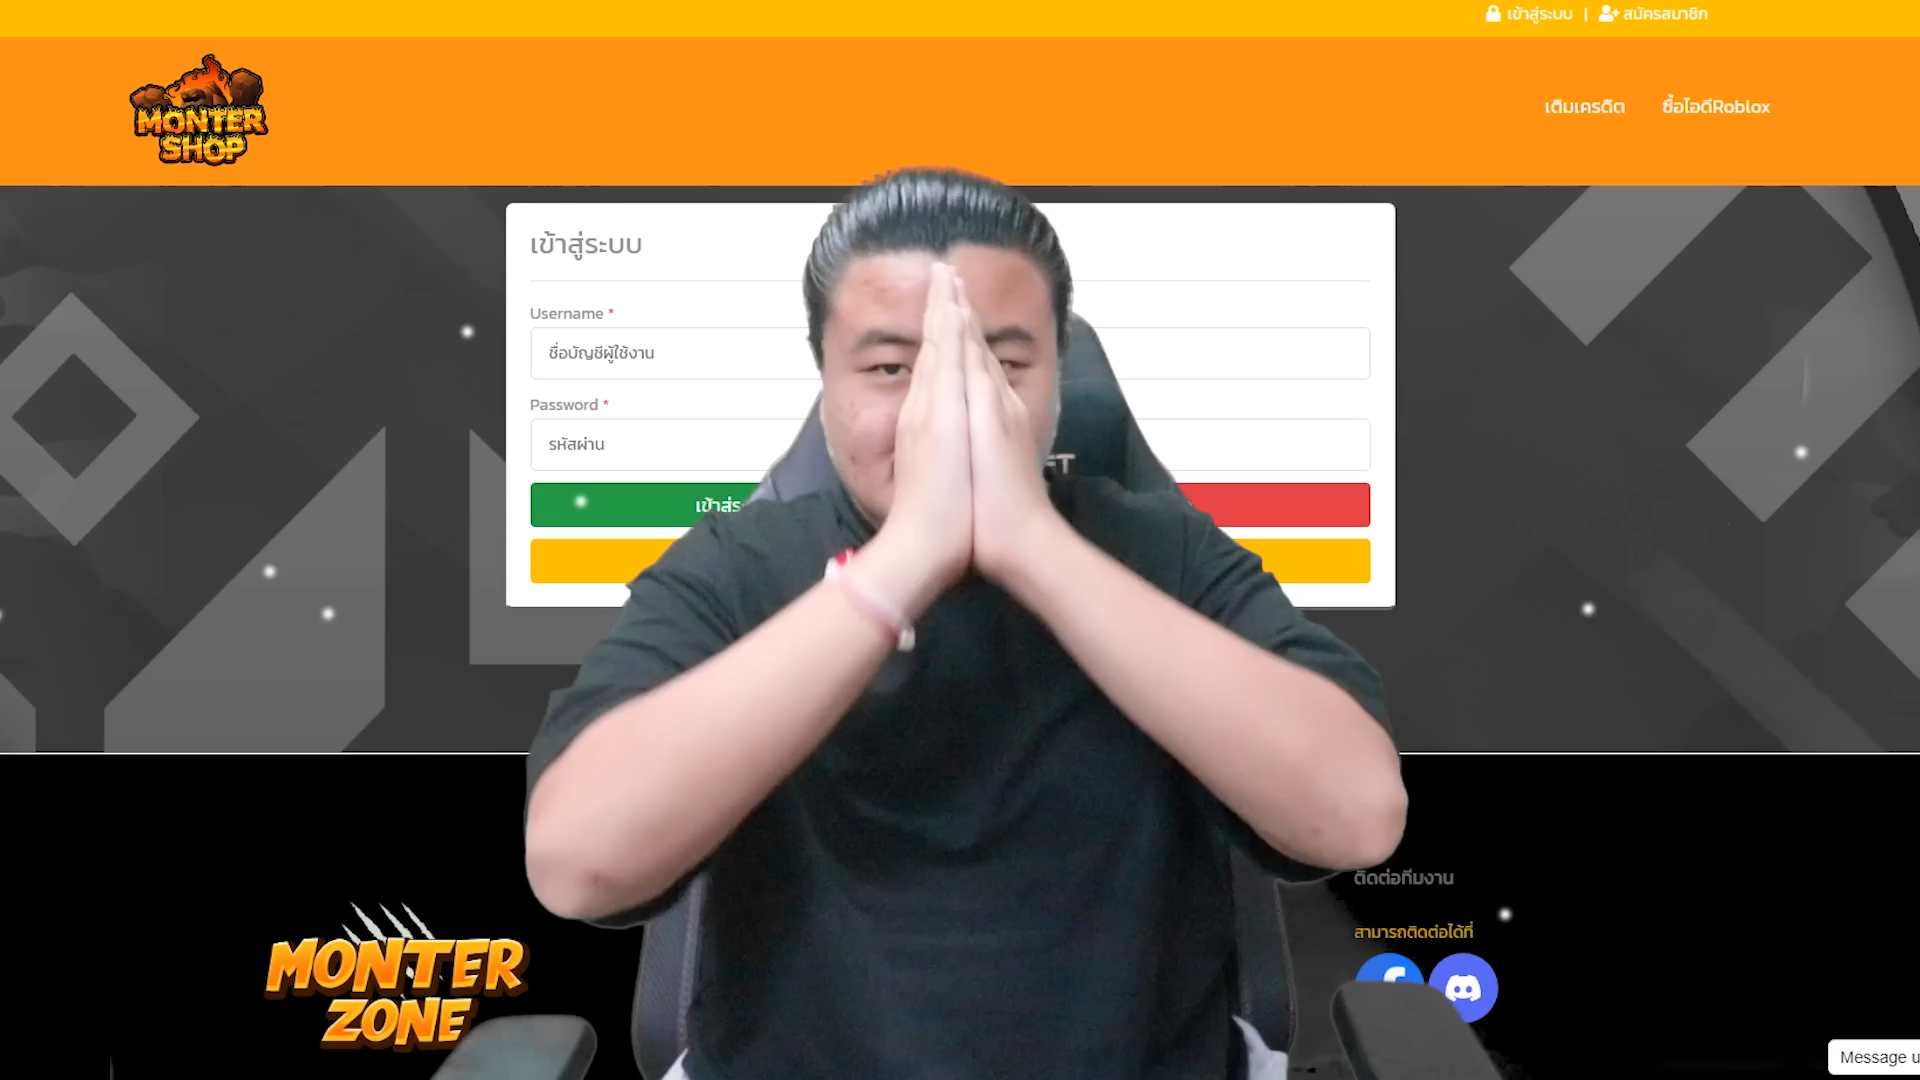 เข้าสู่ระบบ | สมัครสมาชิก
MONTER
SHOP
เติมเครดิต
ซื้อไอดีRoblox
เข้าสู่ระบบ
Username *
ชื่อบัญชีผู้ใช้งาน
Password *
รหัสผ่าน
ติดต่อทีมงาน
สามารถติดต่อได้ที่
MONTER
ZONE
Message